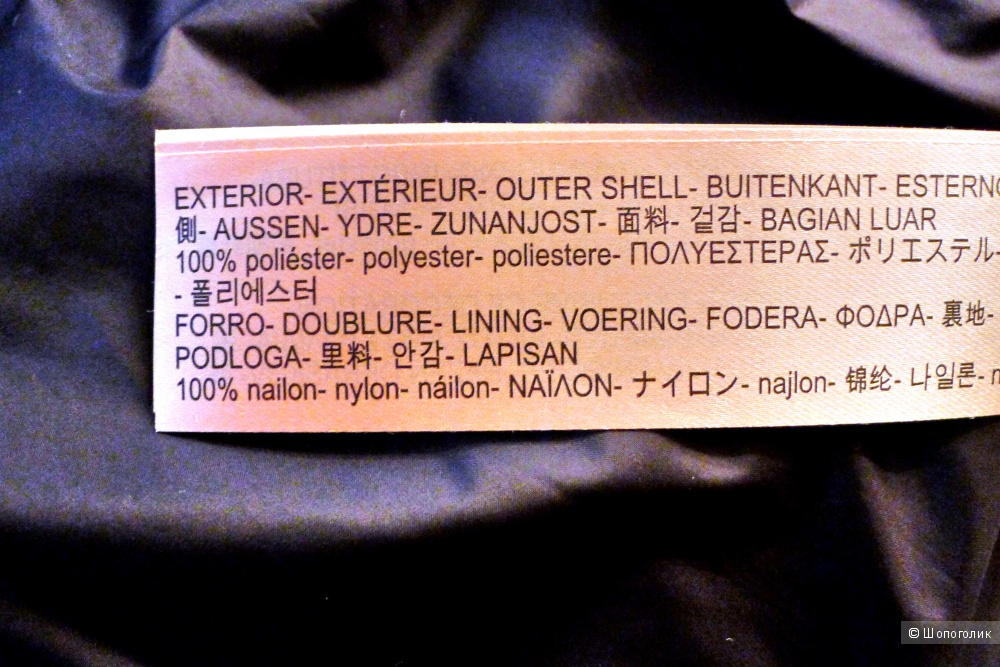 EXTERIOR- EXTÉRIEUR- OUTER SHELL- BUITENKANT- ESTERNO
側- AUSSEN- YDRE- ZUNANJOST- 面料- 겉감- BAGIAN LUAR
100% poliéster- polyester- poliestere- ΠΟΛΥΕΣΤΕΡΑΣ- ポリエステル-
- 폴리에스터
FORRO- DOUBLURE- LINING- VOERING- FODERA- ΦΟΔΡΑ- 裏地-
PODLOGA- 里料- 안감- LAPISAN
100% nailon- nylon- náilon- ΝΑΪΛΟΝ- ナイロン- najlon- 锦纶- 나일론-
© Шопоголик